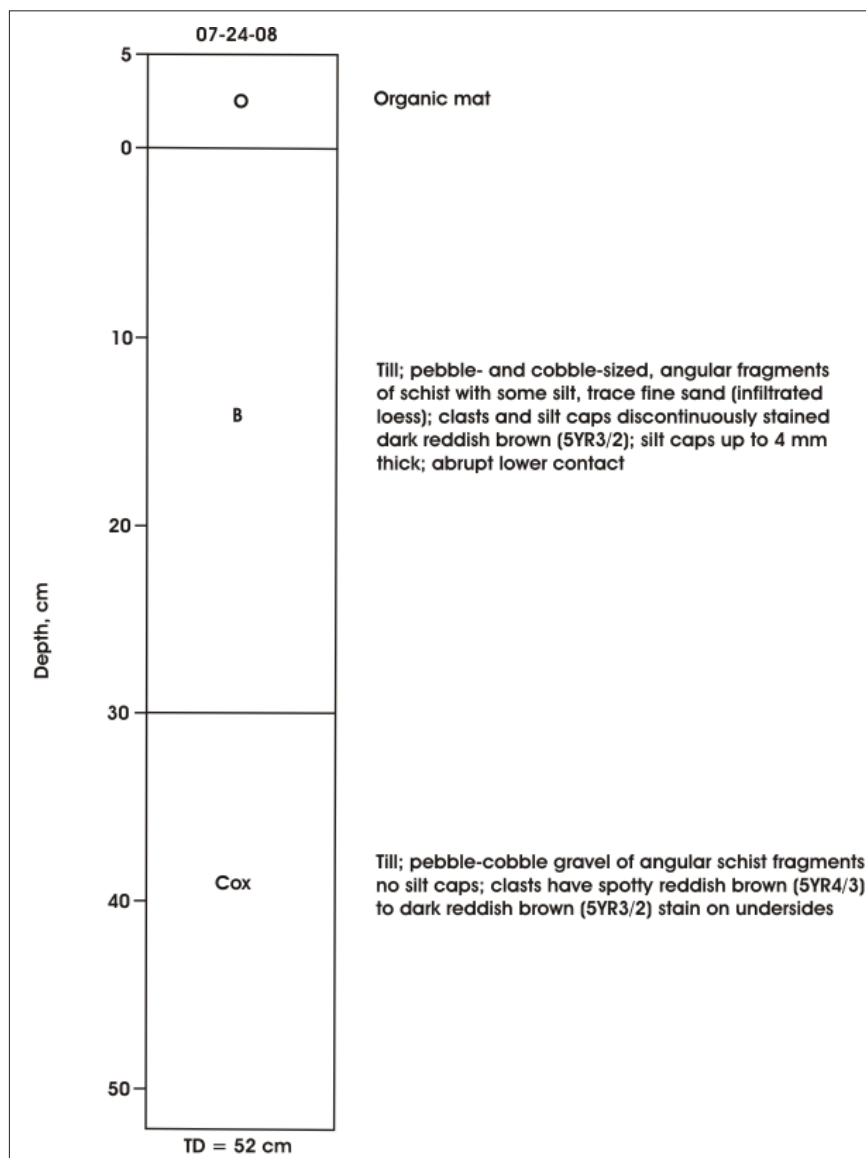 07-24-08
5
O
Organic mat
0
10
Till; pebble- and cobble-sized, angular fragments
of schist with some silt, trace fine sand (infiltrated
loess); clasts and silt caps discontinuously stained
dark reddish brown (5YR3/2); silt caps up to 4 mm
thick; abrupt lower contact
B
20
Depth, cm
30
Till; pebble-cobble gravel of angular schist fragments
no silt caps; clasts have spotty reddish brown (5YR4/3)
to dark reddish brown (5YR3/2) stain on undersides
Cox
40
50
TD = 52 cm